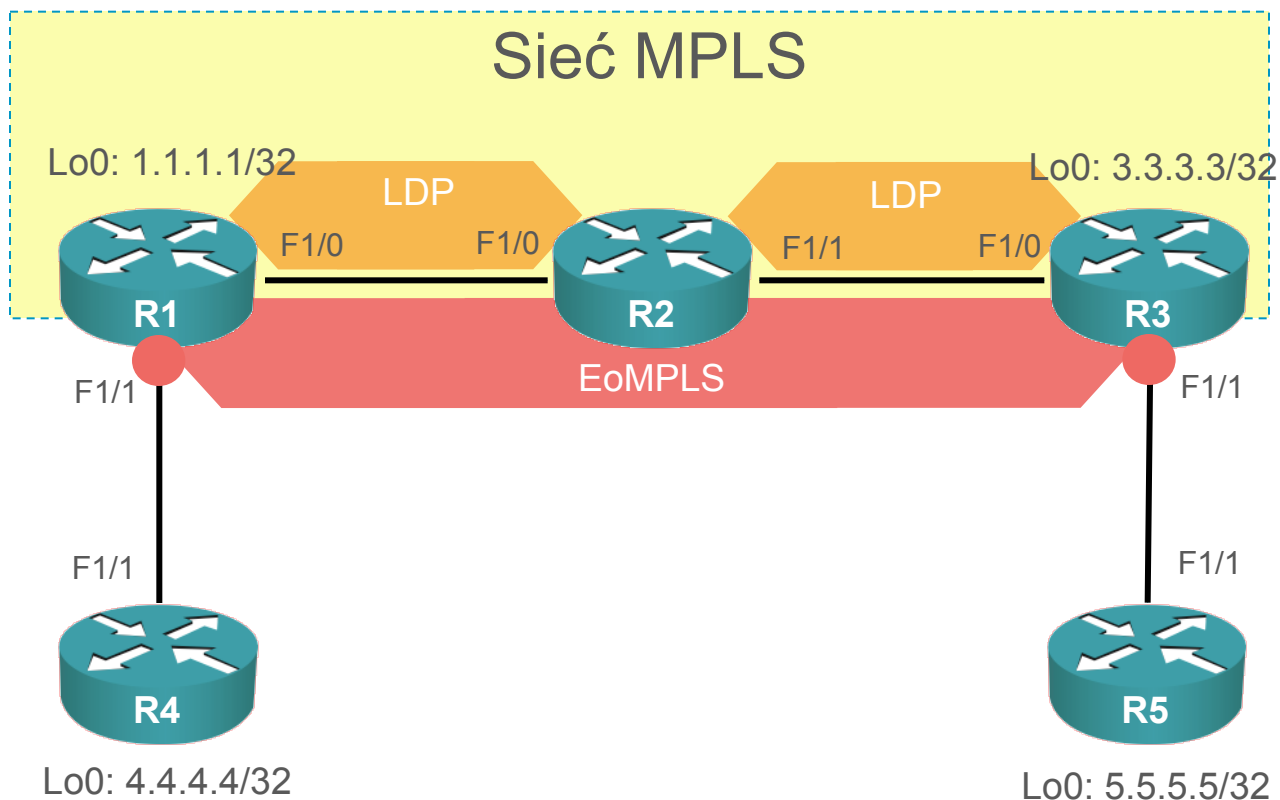 Sieć MPLS
Lo0: 1.1.1.1/32
LDP
LDP
Lo0: 3.3.3.3/32
F1/0
F1/0
F1/1
F1/0
R1
R2
R3
EoMPLS
F1/1
F1/1
F1/1
F1/1
R4
R5
Lo0: 4.4.4.4/32
Lo0: 5.5.5.5/32